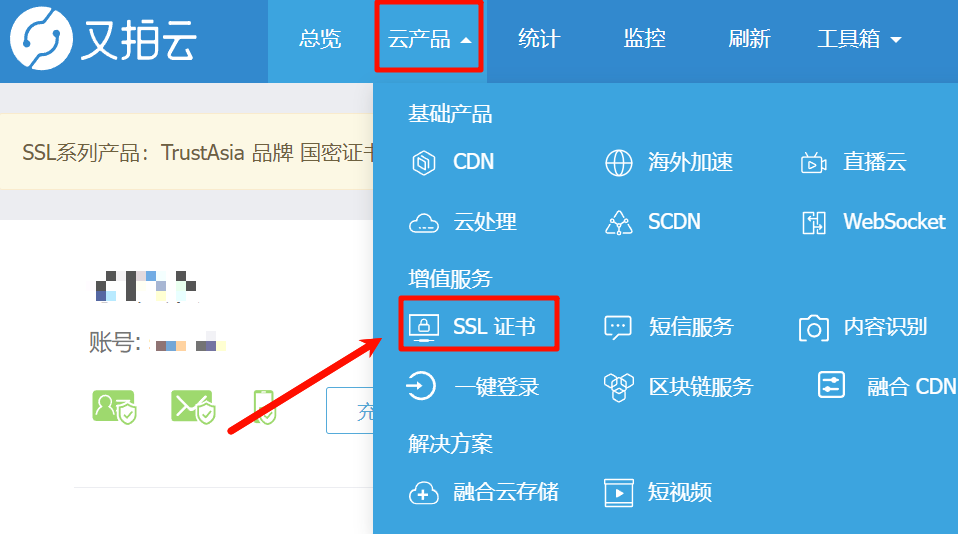 又拍云 总览 云产品 统计 监控 刷新 工具箱
SSL系列产品：TrustAsia 品牌 国密证
账号:
充
基础产品
CDN 海外加速 直播云
云处理 SCDN WebSocket
增值服务
SSL 证书 短信服务 内容识别
一键登录 区块链服务 融合 CDN
解决方案
融合云存储 短视频